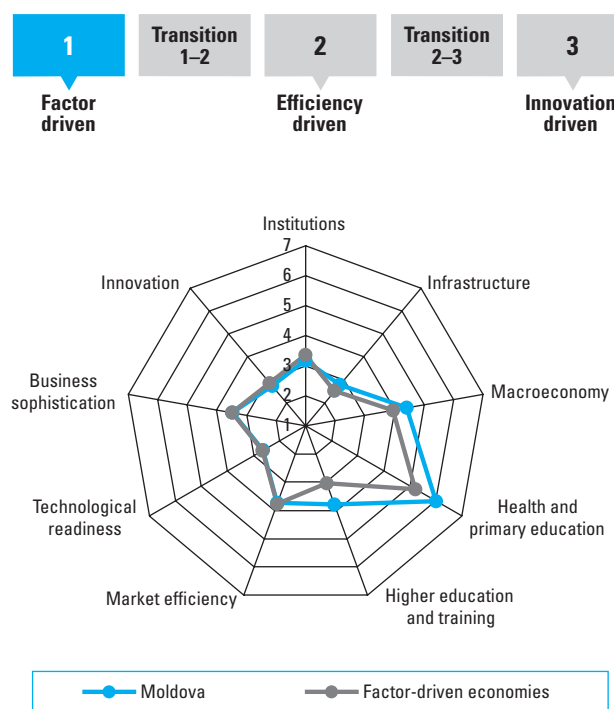 1
Transition
1–2
2
Transition
2–3
3
Factor
driven
Efficiency
driven
Innovation
driven
Institutions
7
6
5
4
3
2
1
Innovation
Infrastructure
Business
sophistication
Macroeconomy
Technological
readiness
Health and
primary education
Market efficiency
Higher education
and training
Moldova
Factor-driven economies